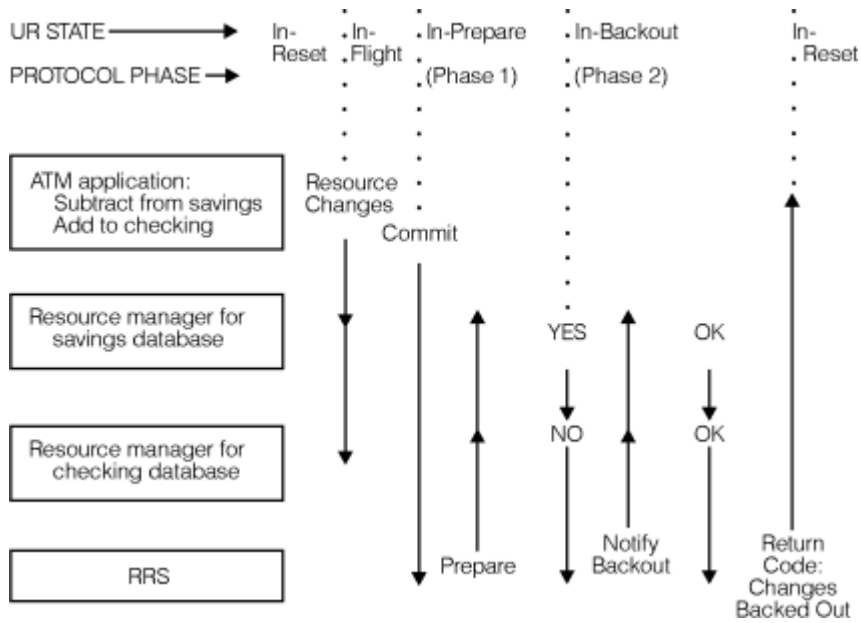 UR STATE
In-
Reset
In-
Flight
In-Prepare
In-Backout
In-
Reset
PROTOCOL PHASE
(Phase 1)
(Phase 2)
ATM application:
Subtract from savings
Add to checking
Resource
Changes
Commit
Resource manager for
savings database
YES
OK
Resource manager for
checking database
NO
OK
RRS
Prepare
Notify
Backout
Return
Code:
Changes
Backed Out